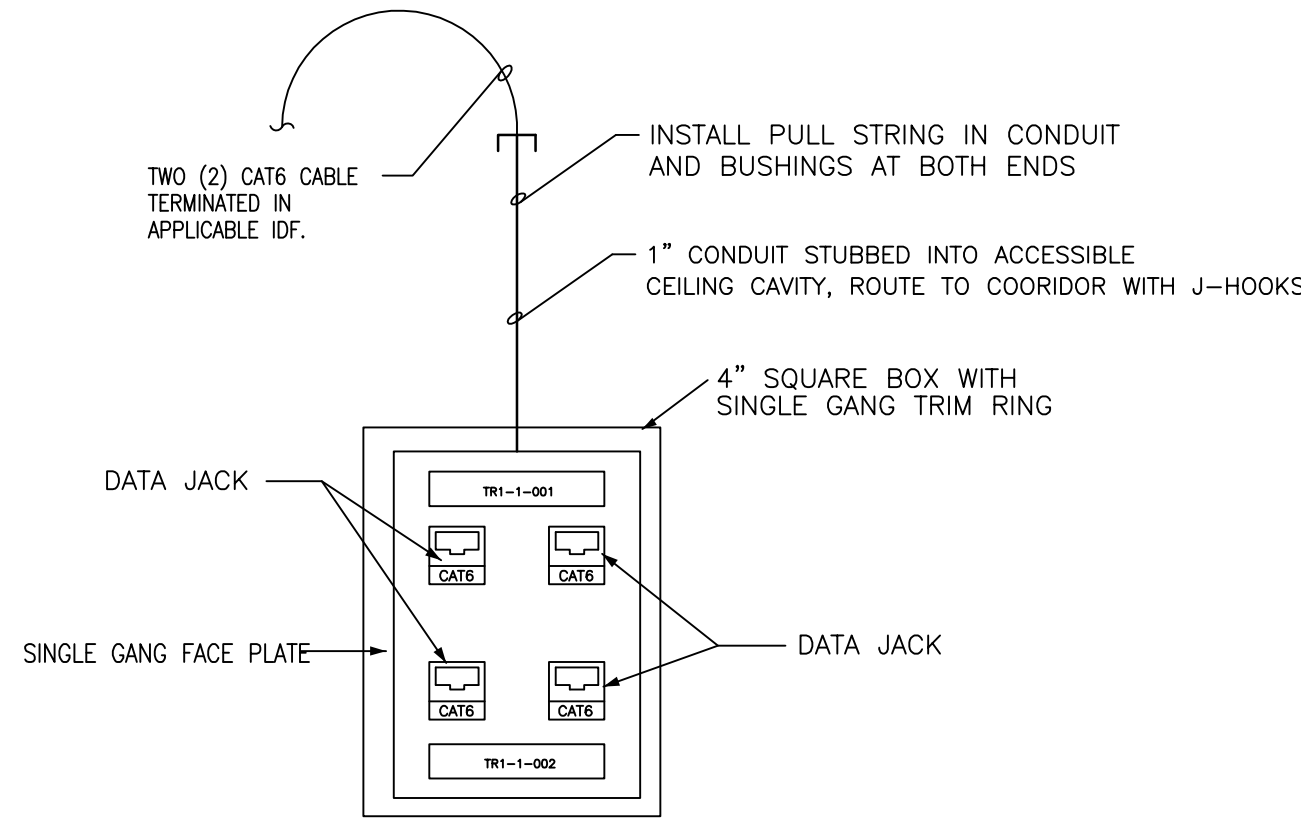 INSTALL PULL STRING IN CONDUIT
AND BUSHINGS AT BOTH ENDS
TWO (2) CAT6 CABLE
TERMINATED IN
APPLICABLE IDF.
1” CONDUIT STUBBED INTO ACCESSIBLE
CEILING CAVITY, ROUTE TO COORIDOR WITH J-HOOKS
4” SQUARE BOX WITH
SINGLE GANG TRIM RING
DATA JACK
TR1-1-001
CAT6
CAT6
SINGLE GANG FACE PLATE
DATA JACK
CAT6
CAT6
TR1-1-002